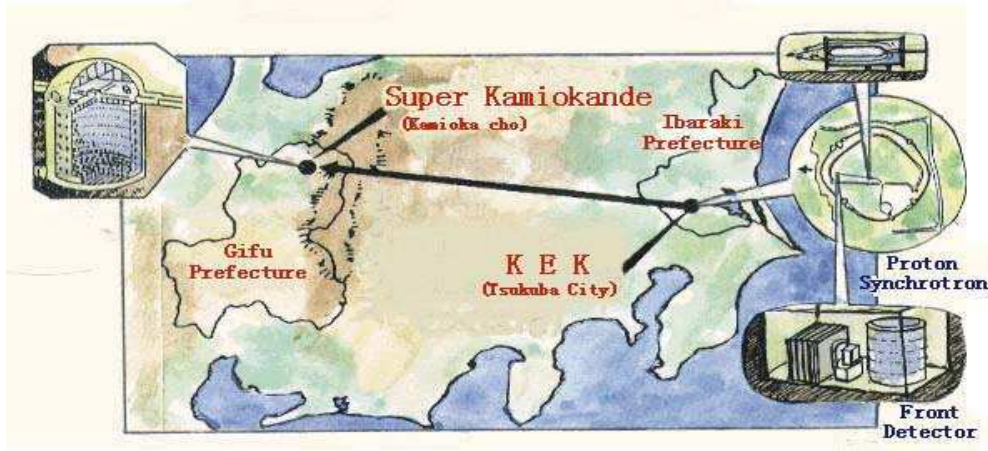 Super Kamiokande
(Kamioka cho)
Ibaraki
Prefecture
Gifu
Prefecture
K E K
(Tsukuba City)
Proton
Synchrotron
Front
Detector